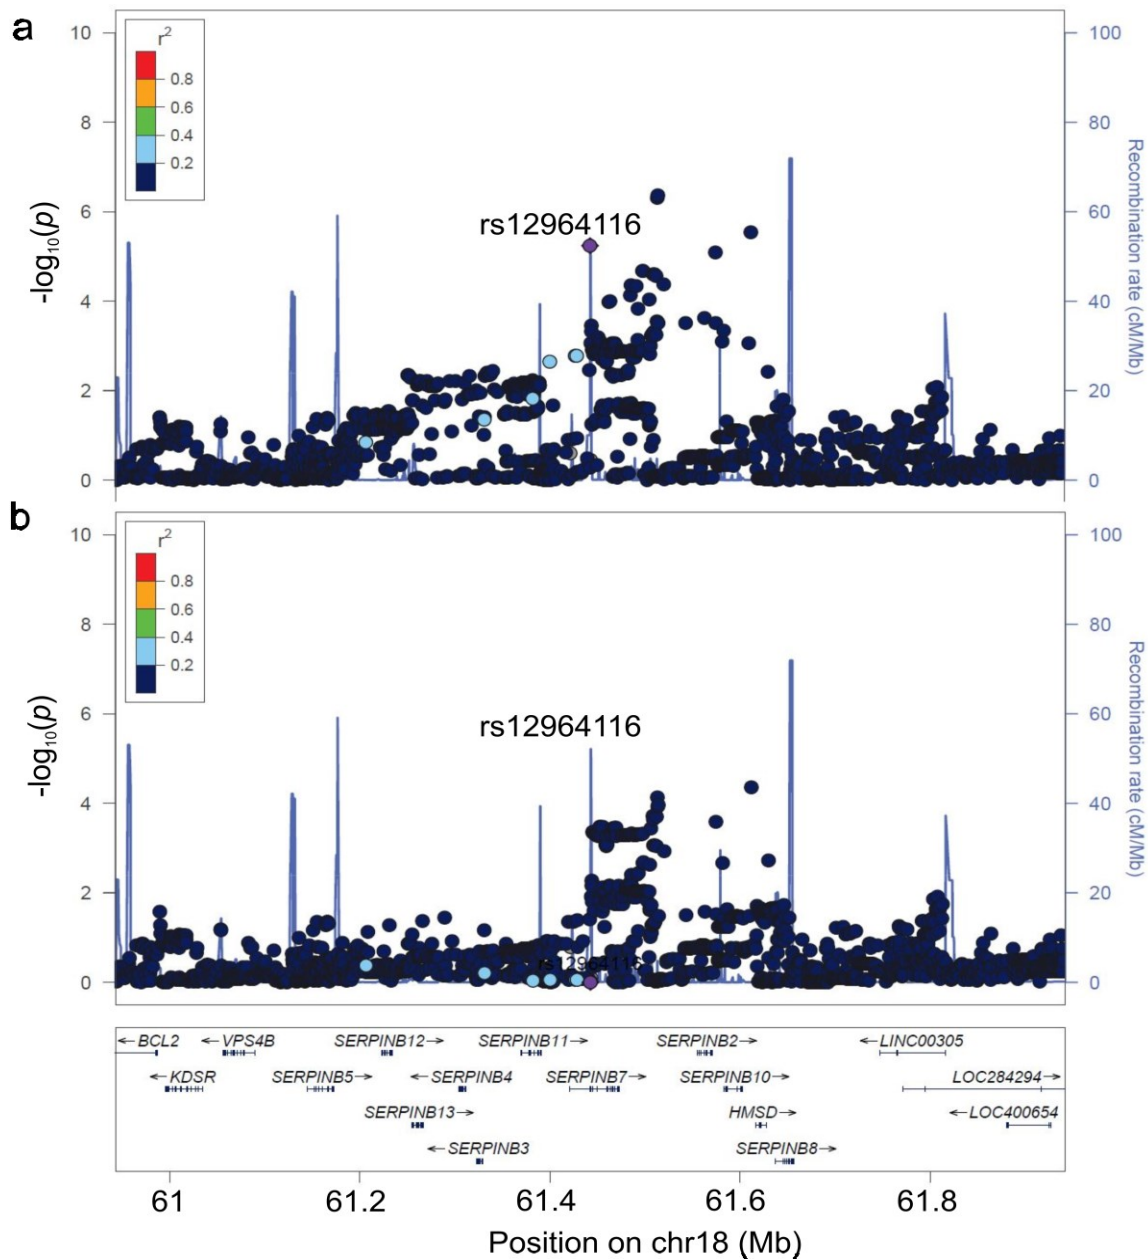 a
r2
0.8
0.6
0.4
0.2
10
8
6
4
2
0
-log10(p)
rs12964116
100
80
60
40
20
0
Recombination rate (cM/Mb)
b
r2
0.8
0.6
0.4
0.2
10
8
6
4
2
0
-log10(p)
rs12964116
rs12964116
100
80
60
40
20
0
Recombination rate (cM/Mb)
←BCL2 ←VPS4B SERPINB12→ SERPINB11→ SERPINB2→ ←LINC00305
←KDSR SERPINB5→ ←SERPINB4 SERPINB7→ SERPINB10→ LOC284294→
SERPINB13→ HMSD→ ←LOC400654
←SERPINB3 SERPINB8→
61 61.2 61.4 61.6 61.8
Position on chr18 (Mb)